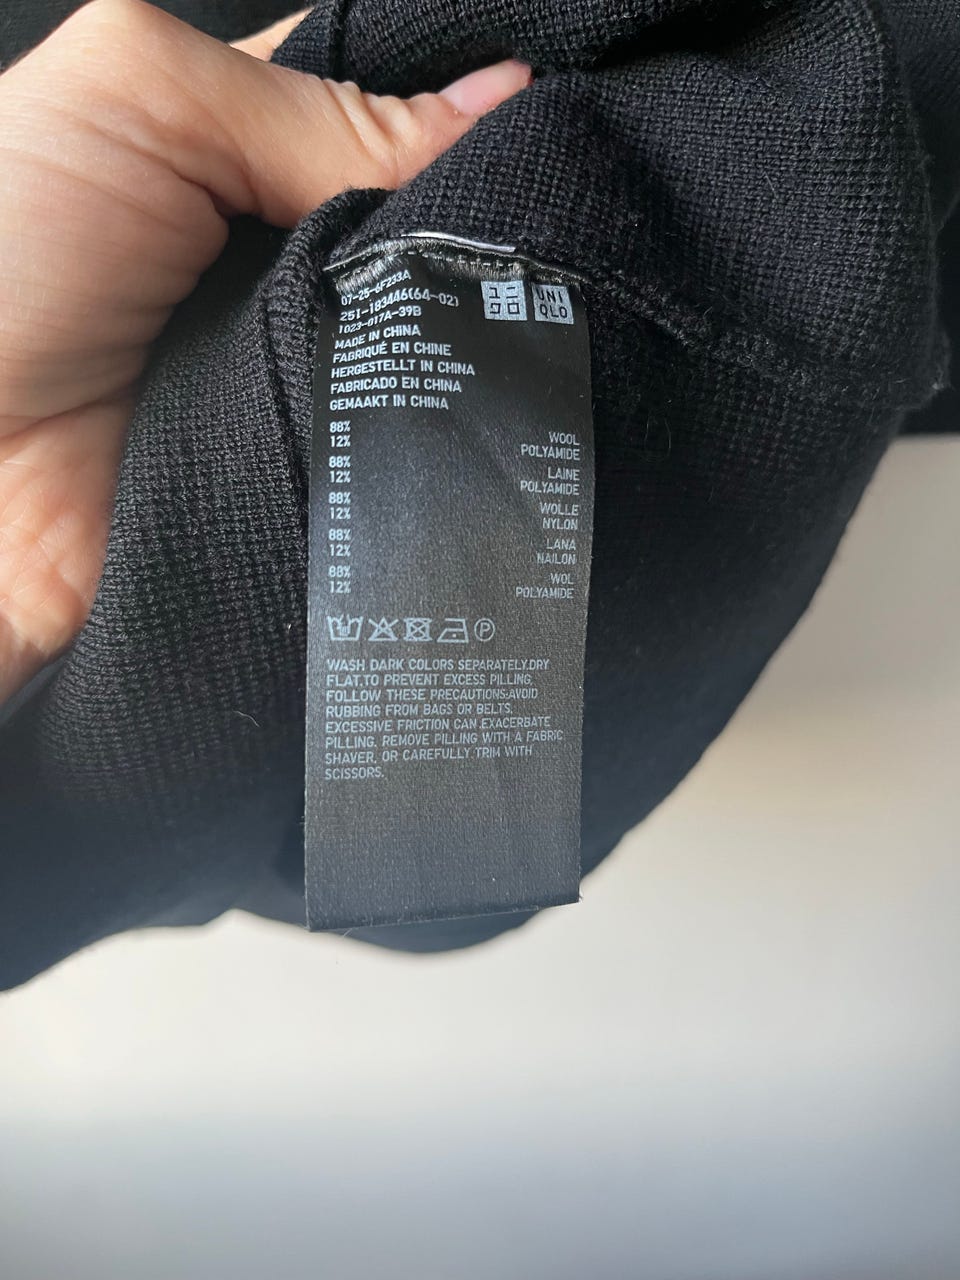 07-25-6F233A
251-183446(64-02)
1023-017A-39B
ユニ
クロ
UNI
QLO
MADE IN CHINA
FABRIQUÉ EN CHINE
HERGESTELLT IN CHINA
FABRICADO EN CHINA
GEMAAKT IN CHINA
88% WOOL
12% POLYAMIDE
88% LAINE
12% POLYAMIDE
88% WOLLE
12% NYLON
88% LANA
12% NAILON
88% WOL
12% POLYAMIDE
P
WASH DARK COLORS SEPARATELY.DRY
FLAT.TO PREVENT EXCESS PILLING,
FOLLOW THESE PRECAUTIONS:AVOID
RUBBING FROM BAGS OR BELTS.
EXCESSIVE FRICTION CAN EXACERBATE
PILLING. REMOVE PILLING WITH A FABRIC
SHAVER, OR CAREFULLY TRIM WITH
SCISSORS.